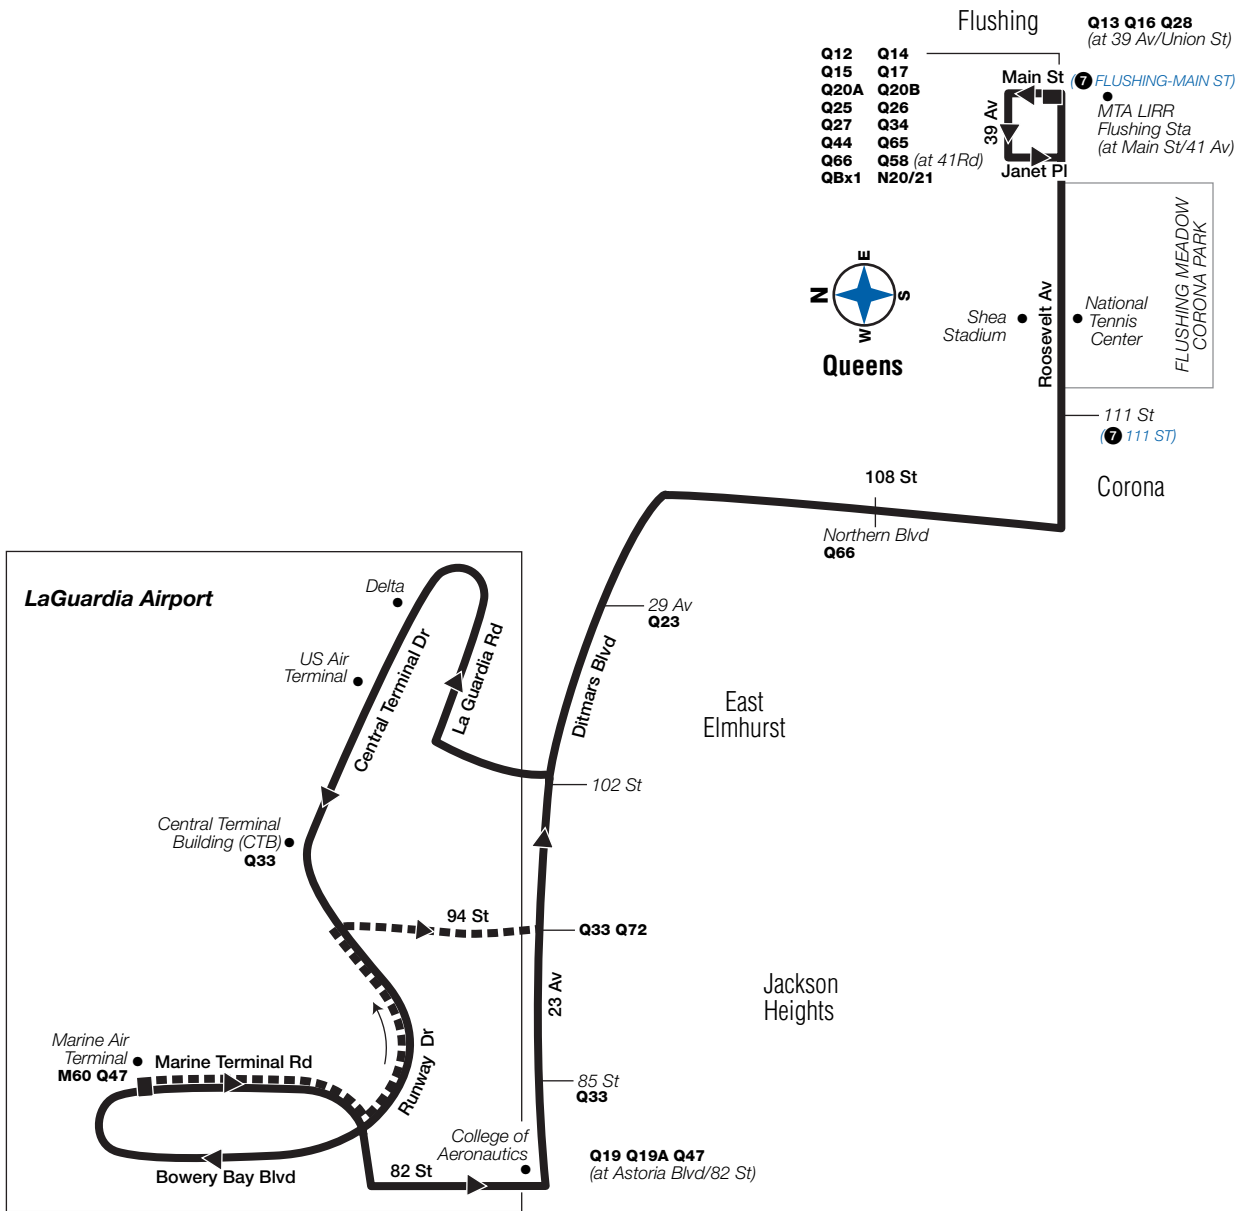 Flushing
Q13 Q16 Q28
(at 39 Av/Union St)
Q12 Q14
Q15 Q17
Q20A Q20B
Q25 Q26
Q27 Q34
Q44 Q65
Q66 Q58 (at 41Rd)
QBx1 N20/21
Main St
(7 FLUSHING-MAIN ST)
MTA LIRR
Flushing Sta
(at Main St/41 Av)
39 Av
Janet Pl
FLUSHING MEADOW
CORONA PARK
E
N
S
W
Queens
Shea
Stadium
Roosevelt Av
National
Tennis
Center
111 St
(7 111 ST)
Corona
108 St
Northern Blvd
Q66
LaGuardia Airport
Delta
29 Av
Q23
US Air
Terminal
Central Terminal Dr
La Guardia Rd
Ditmars Blvd
East
Elmhurst
102 St
Central Terminal
Building (CTB)
Q33
94 St
Q33 Q72
23 Av
Jackson
Heights
Marine Air
Terminal
M60 Q47
Marine Terminal Rd
Runway Dr
85 St
Q33
College of
Aeronautics
Q19 Q19A Q47
(at Astoria Blvd/82 St)
Bowery Bay Blvd
82 St